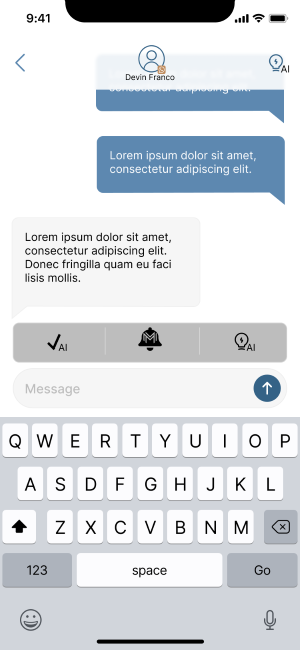 9:41
AI
Devin Franco
consectetur adipiscing elit.
Lorem ipsum dolor sit amet,
consectetur adipiscing elit.
Lorem ipsum dolor sit amet,
consectetur adipiscing elit.
Donec fringilla quam eu faci
lisis mollis.
AI
M
AI
Message
Q W E R T Y U I O P
A S D F G H J K L
Z X C V B N M
123 space Go